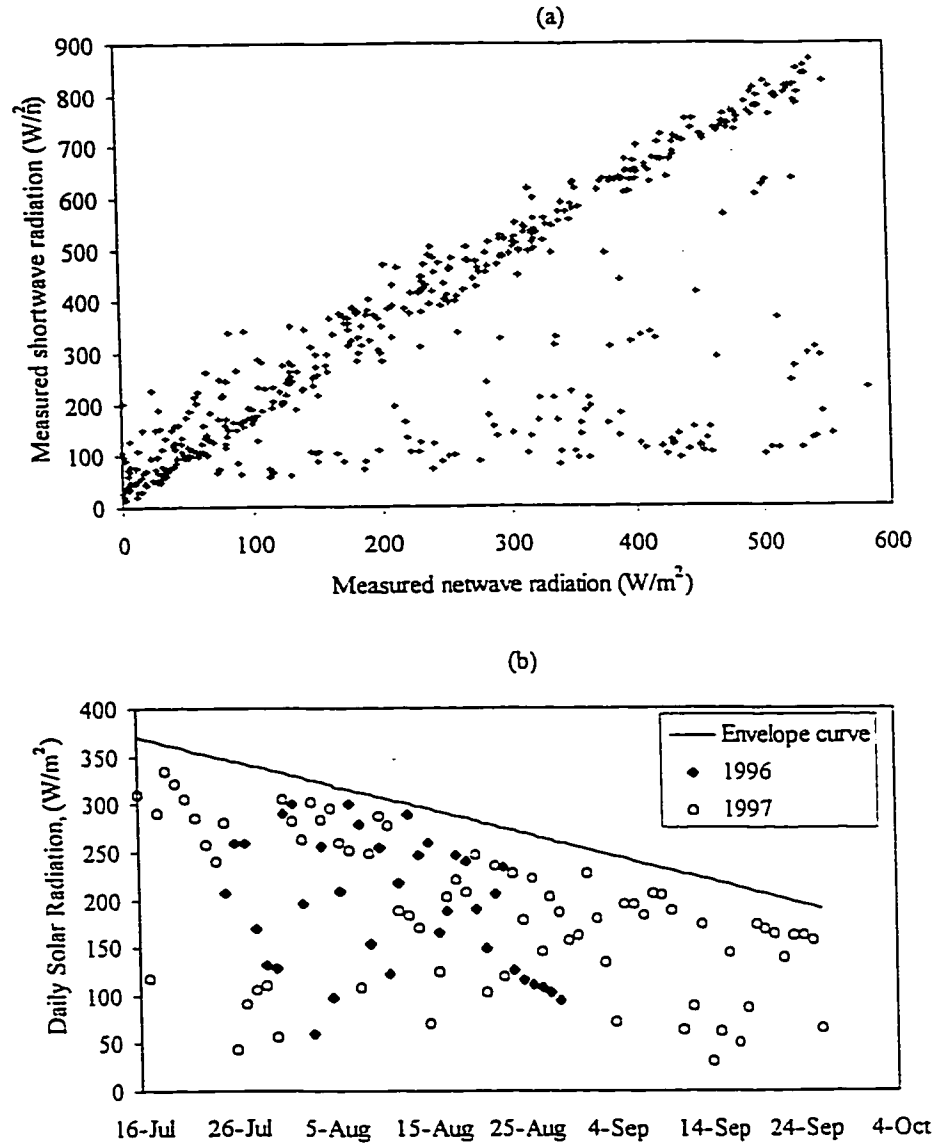 (a)
900
800
700
600
500
400
300
200
100
0
Measured shortwave radiation (W/m²)
0 100 200 300 400 500 600
Measured netwave radiation (W/m²)
(b)
400
350
300
250
200
150
100
50
0
Daily Solar Radiation, (W/m²)
Envelope curve
1996
1997
16-Jul 26-Jul 5-Aug 15-Aug 25-Aug 4-Sep 14-Sep 24-Sep 4-Oct